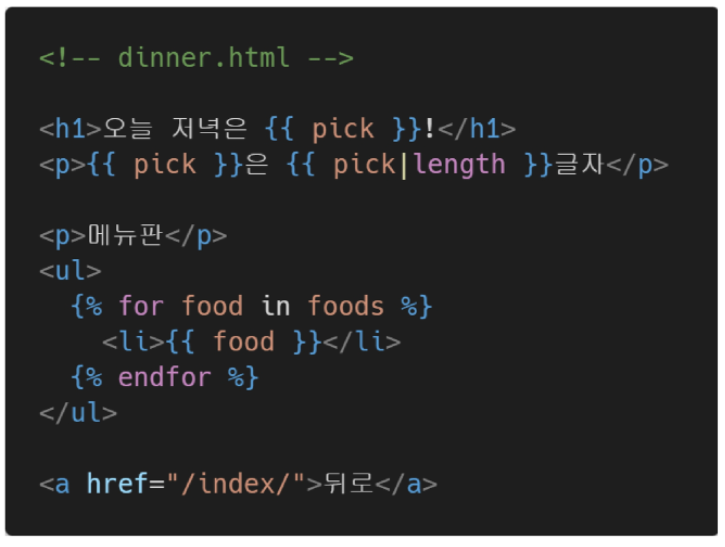 <!-- dinner.html -->
<h1>오늘 저녁은 {{ pick }}!</h1>
<p>{{ pick }}은 {{ pick|length }}글자</p>
<p>메뉴판</p>
<ul>
  {% for food in foods %}
    <li>{{ food }}</li>
  {% endfor %}
</ul>
<a href="/index/">뒤로</a>